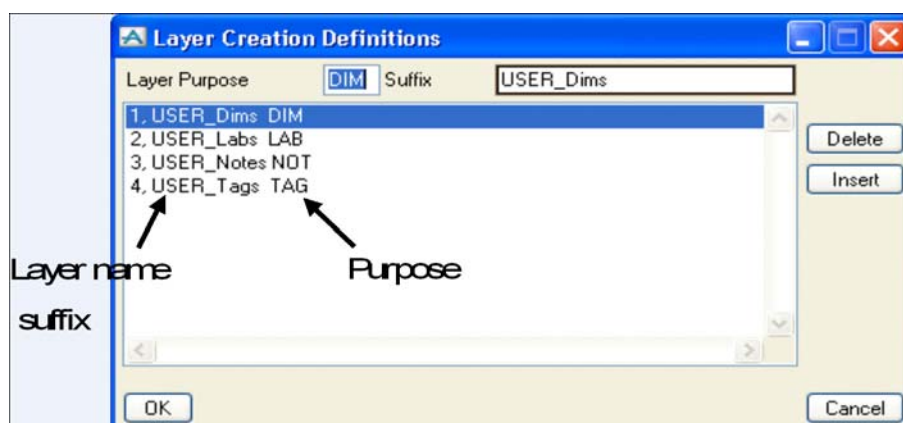 Layer Creation Definitions
Layer Purpose DIM Suffix USER_Dims
1, USER_Dims DIM
2, USER_Labs LAB
3, USER_Notes NOT
4, USER_Tags TAG
Delete
Insert
Layer name suffix
Purpose
OK
Cancel